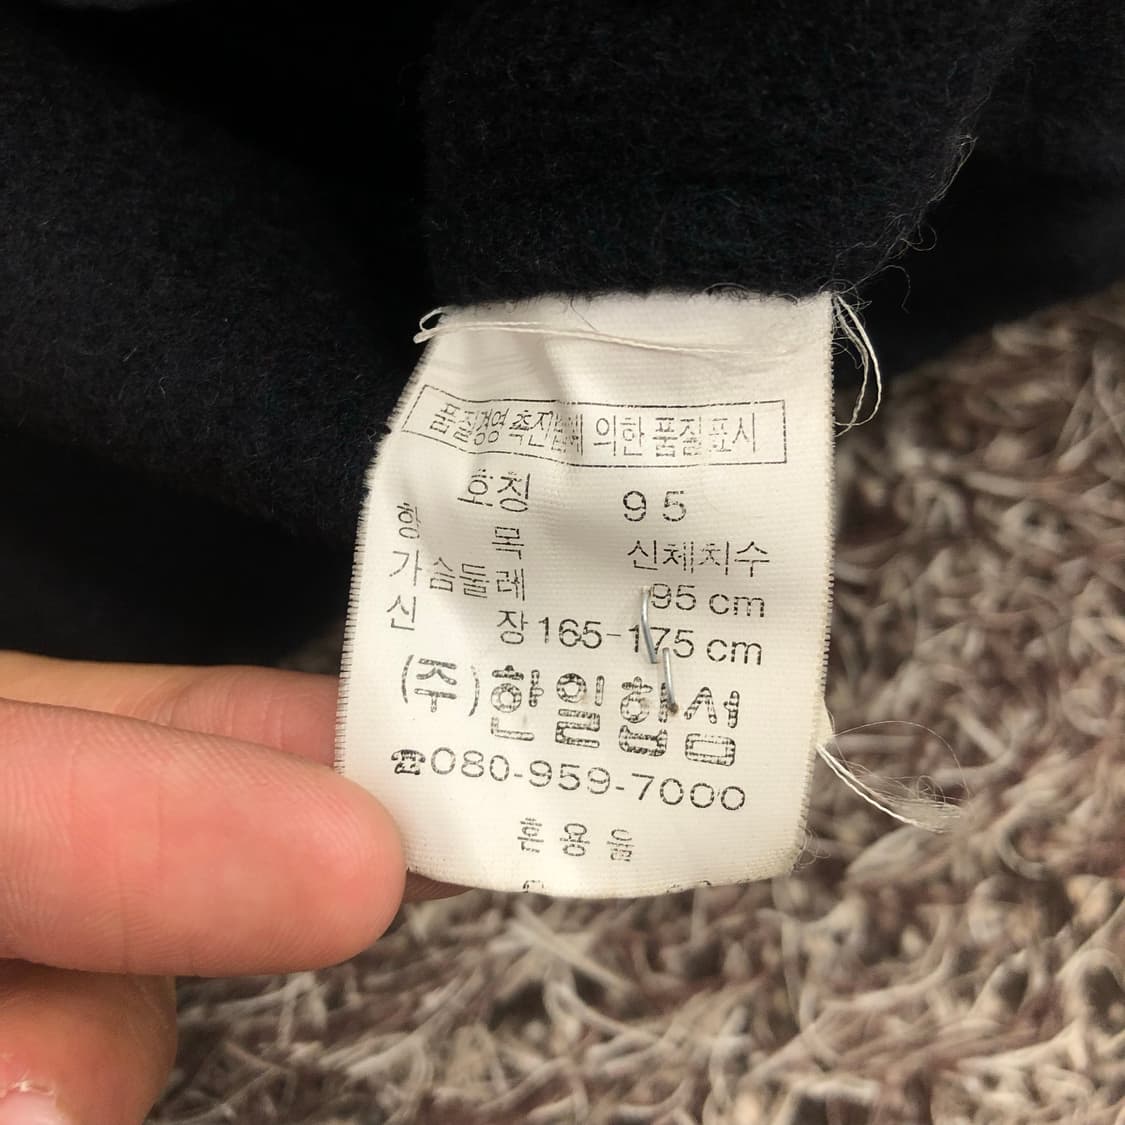 품질경영촉진법에 의한 품질표시
호칭 95
항 목 신체치수
가슴둘레 95 cm
신 장 165-175 cm
(주)한일합섬
☎080-959-7000
혼용율